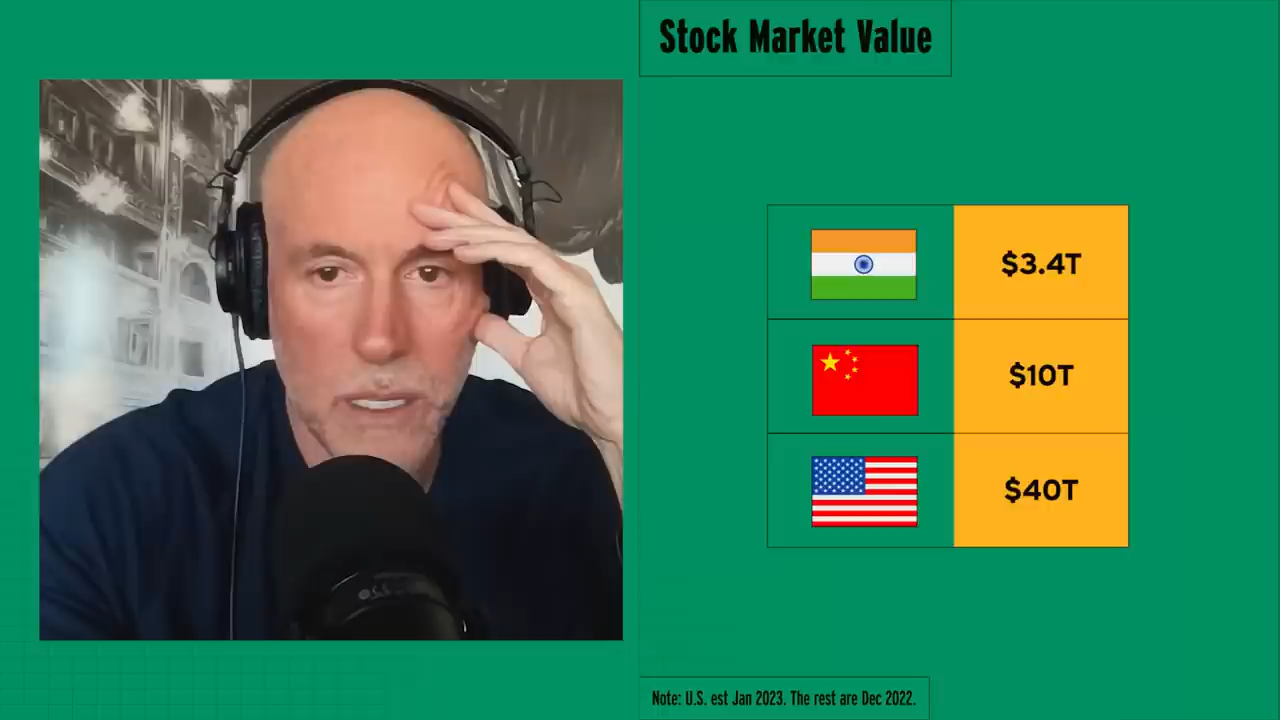 Stock Market Value
$3.4T
$10T
$40T
Note: U.S. est Jan 2023. The rest are Dec 2022.